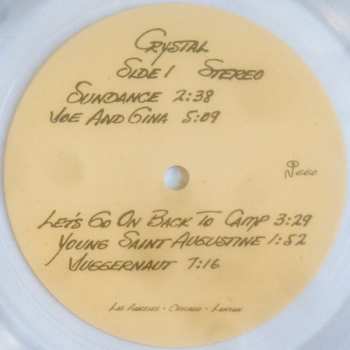 Crystal
Side 1 Stereo
Sundance 2:38
Joe And Gina 5:09
Let's Go On Back To Camp 3:29
Young Saint Augustine 1:52
Juggernaut 7:16
Los Angeles - Chicago - London